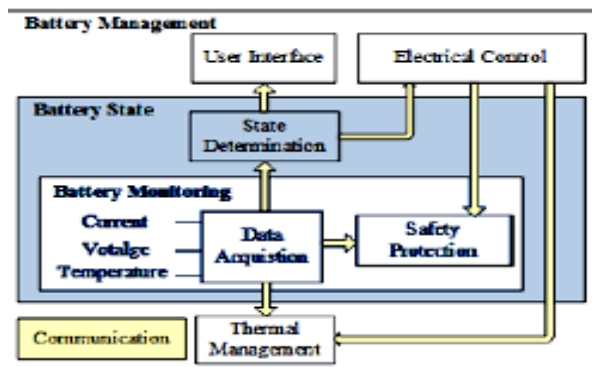 Battery Management
User Interface
Electrical Control
Battery State
State
Determination
Battery Monitoring
Current
Votalge
Temperature
Data
Acquistion
Safety
Protection
Communication
Thermal
Management